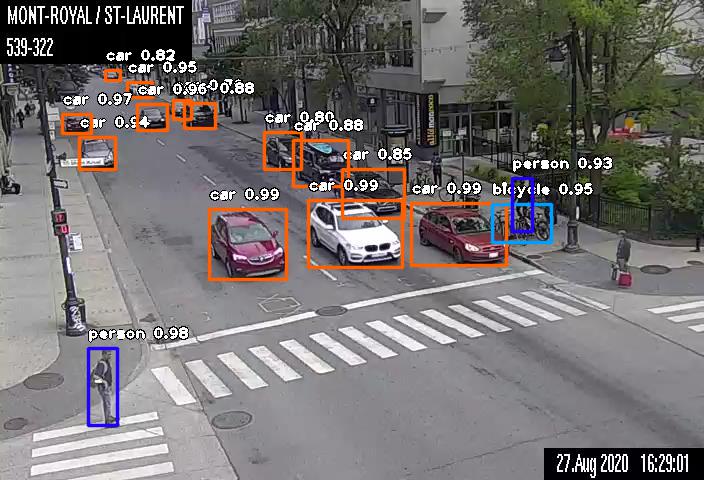 MONT-ROYAL / ST-LAURENT
539-322
car 0.82
car 0.95
car 0.96
0.88
car 0.97
car 0.94
car 0.80
car 0.88
car 0.85
person 0.93
car 0.99
car 0.99
car 0.99
bicycle 0.95
person 0.98
27.Aug 2020 16:29:01